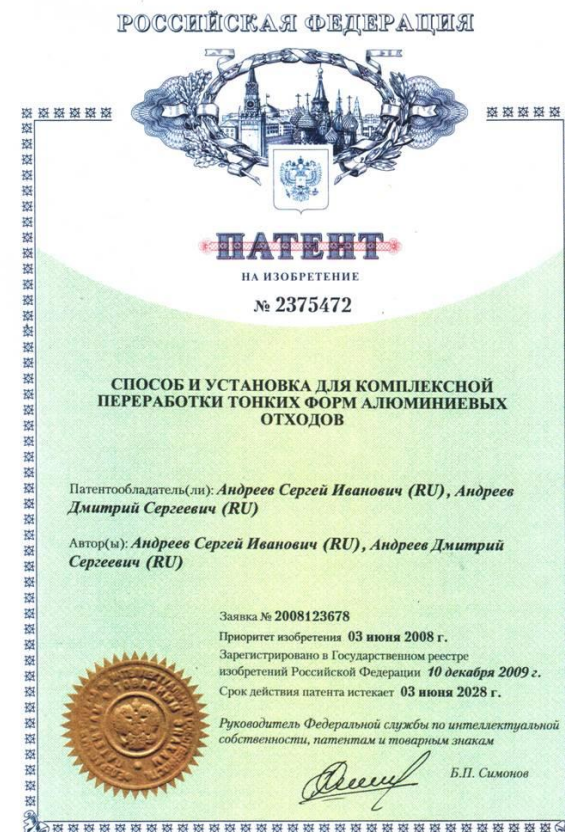 РОССИЙСКАЯ ФЕДЕРАЦИЯ
ПАТЕНТ
НА ИЗОБРЕТЕНИЕ
№ 2375472
СПОСОБ И УСТАНОВКА ДЛЯ КОМПЛЕКСНОЙ
ПЕРЕРАБОТКИ ТОНКИХ ФОРМ АЛЮМИНИЕВЫХ
ОТХОДОВ
Патентообладатель(ли): Андреев Сергей Иванович (RU), Андреев
Дмитрий Сергеевич (RU)
Автор(ы): Андреев Сергей Иванович (RU), Андреев Дмитрий
Сергеевич (RU)
Заявка № 2008123678
Приоритет изобретения 03 июня 2008 г.
Зарегистрировано в Государственном реестре
изобретений Российской Федерации 10 декабря 2009 г.
Срок действия патента истекает 03 июня 2028 г.
Руководитель Федеральной службы по интеллектуальной
собственности, патентам и товарным знакам
Б.П. Симонов